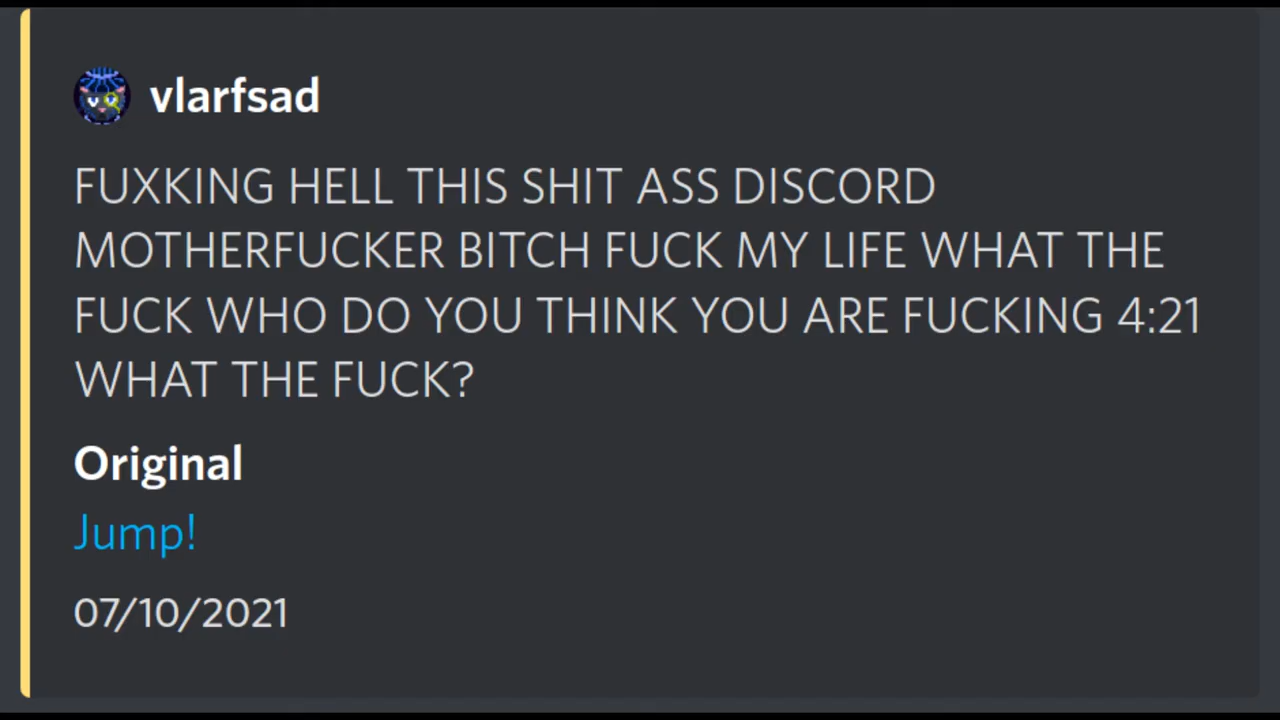 vlarfsad
FUXKING HELL THIS SHIT ASS DISCORD
MOTHERFUCKER BITCH FUCK MY LIFE WHAT THE
FUCK WHO DO YOU THINK YOU ARE FUCKING 4:21
WHAT THE FUCK?
Original
Jump!
07/10/2021